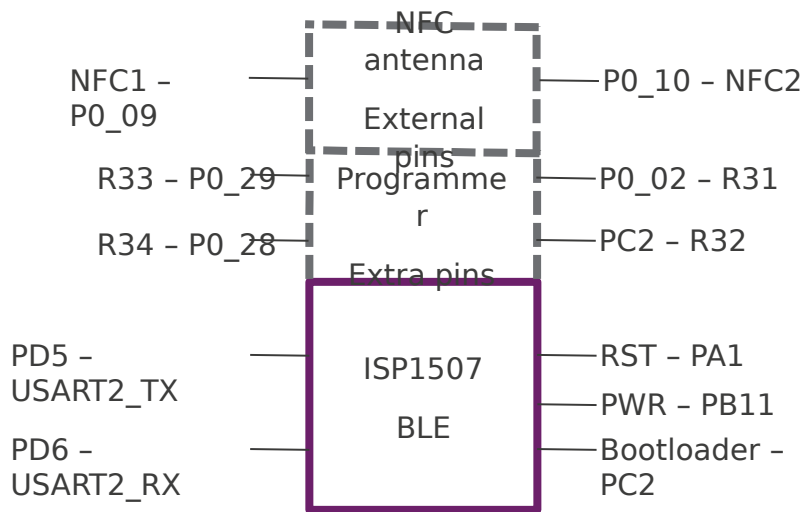 NFC
antenna
External
pins
NFC1 –
P0_09
P0_10 – NFC2
R33 – P0_29
Programme
r
P0_02 – R31
R34 – P0_28
PC2 – R32
Extra pins
PD5 –
USART2_TX
ISP1507
BLE
RST – PA1
PWR – PB11
PD6 –
USART2_RX
Bootloader –
PC2